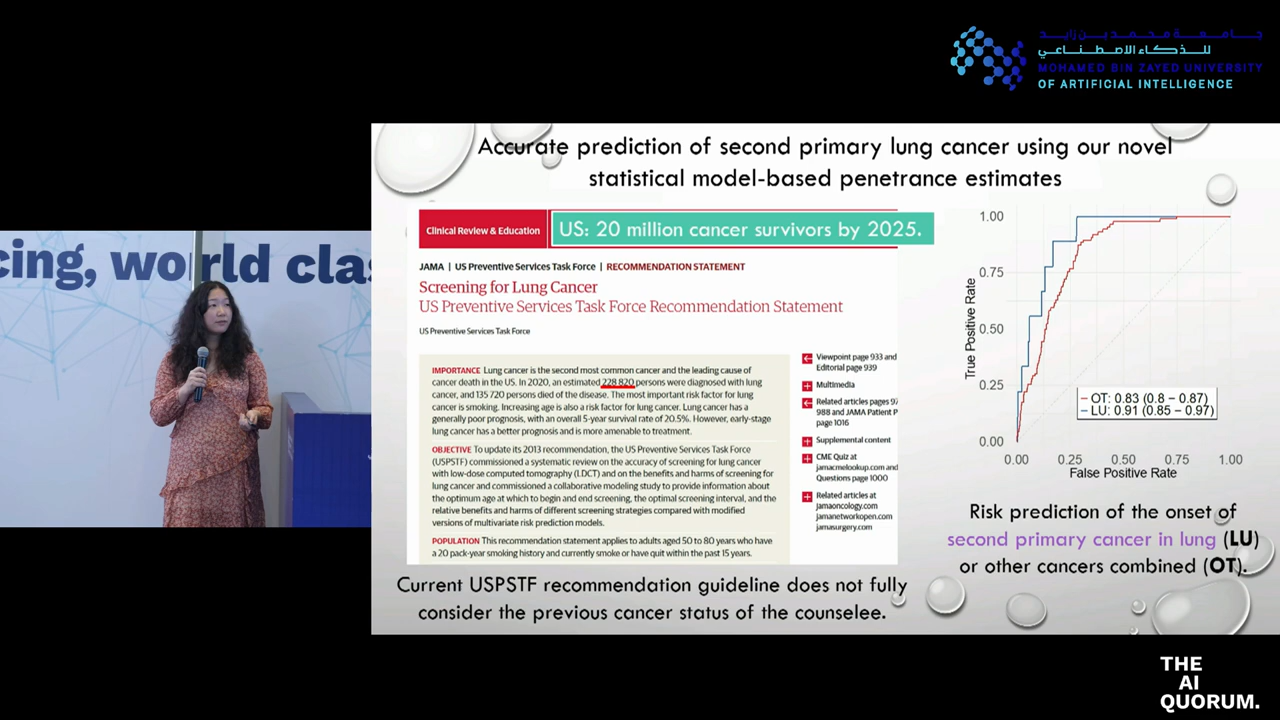 جامعة محمد بن زايد
للذكاء الاصطناعي
MOHAMED BIN ZAYED UNIVERSITY
OF ARTIFICIAL INTELLIGENCE
cing, world clas
Accurate prediction of second primary lung cancer using our novel
statistical model-based penetrance estimates
Clinical Review & Education
US: 20 million cancer survivors by 2025.
JAMA | US Preventive Services Task Force | RECOMMENDATION STATEMENT
Screening for Lung Cancer
US Preventive Services Task Force Recommendation Statement
US Preventive Services Task Force
IMPORTANCE Lung cancer is the second most common cancer and the leading cause of
cancer death in the US. In 2020, an estimated 228 820 persons were diagnosed with lung
cancer, and 135 720 persons died of the disease. The most important risk factor for lung
cancer is smoking. Increasing age is also a risk factor for lung cancer. Lung cancer has a
generally poor prognosis, with an overall 5-year survival rate of 20.5%. However, early-stage
lung cancer has a better prognosis and is more amenable to treatment.
OBJECTIVE To update its 2013 recommendation, the US Preventive Services Task Force
(USPSTF) commissioned a systematic review on the accuracy of screening for lung cancer
with low-dose computed tomography (LDCT) and on the benefits and harms of screening for
lung cancer and commissioned a collaborative modeling study to provide information about
the optimum age at which to begin and end screening, the optimal screening interval, and the
relative benefits and harms of different screening strategies compared with modified
versions of multivariate risk prediction models.
POPULATION This recommendation statement applies to adults aged 50 to 80 years who have
a 20 pack-year smoking history and currently smoke or have quit within the past 15 years.
Viewpoint page 933 and
Editorial page 939
Multimedia
Related articles pages 97
988 and JAMA Patient P
page 1016
Supplemental content
CME Quiz at
jamacmelookup.com and
Questions page 1000
Related articles at
jamaoncology.com
jamanetworkopen.com
jamasurgery.com
Current USPSTF recommendation guideline does not fully
consider the previous cancer status of the counselee.
True Positive Rate
1.00
0.75
0.50
0.25
0.00
OT: 0.83 (0.8 – 0.87)
LU: 0.91 (0.85 – 0.97)
0.00 0.25 0.50 0.75 1.00
False Positive Rate
Risk prediction of the onset of
second primary cancer in lung (LU)
or other cancers combined (OT).
THE
AI
QUORUM.